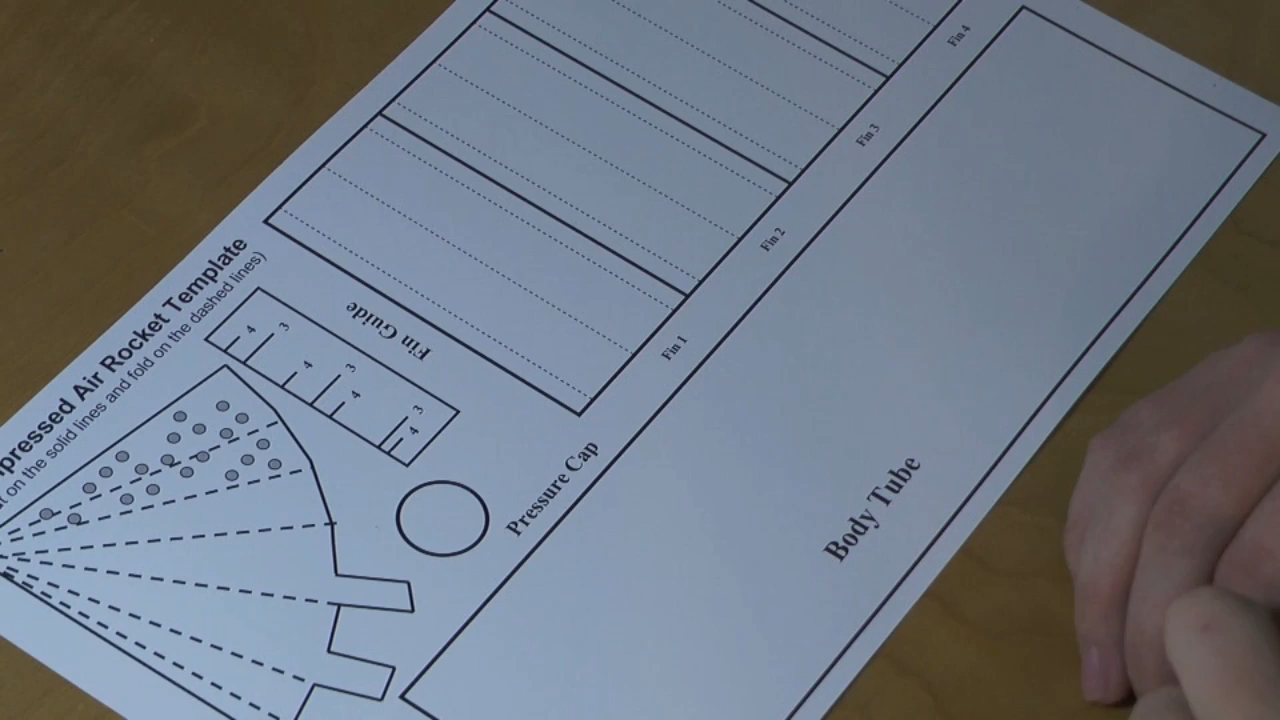 pressed Air Rocket Template
on the solid lines and fold on the dashed lines)
Fin Guide
4 3
4 3
4
3
4
Pressure Cap
Fin 1
Fin 2
Fin 3
Fin 4
Body Tube